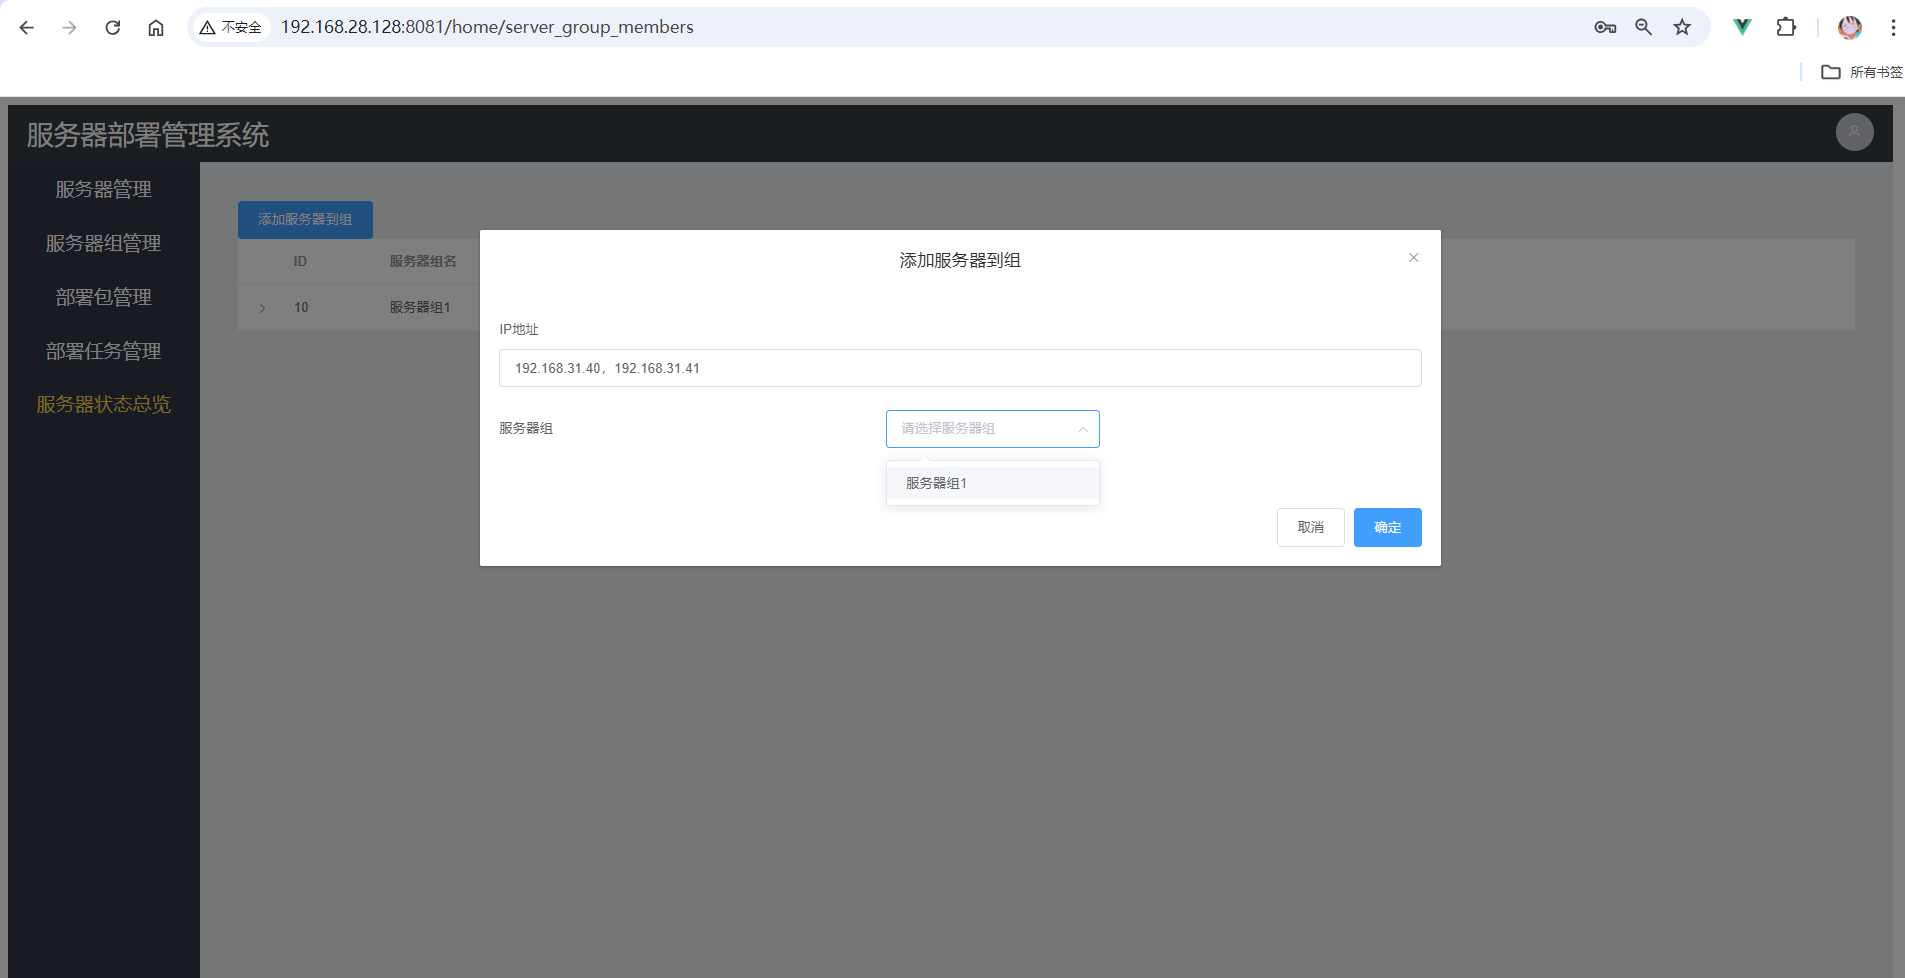 不安全 192.168.28.128:8081/home/server_group_members
所有书签
服务器部署管理系统
服务器管理
服务器组管理
部署包管理
部署任务管理
服务器状态总览
添加服务器到组
ID 服务器组名
10 服务器组1
添加服务器到组
IP地址
192.168.31.40，192.168.31.41
服务器组 请选择服务器组
服务器组1
取消 确定